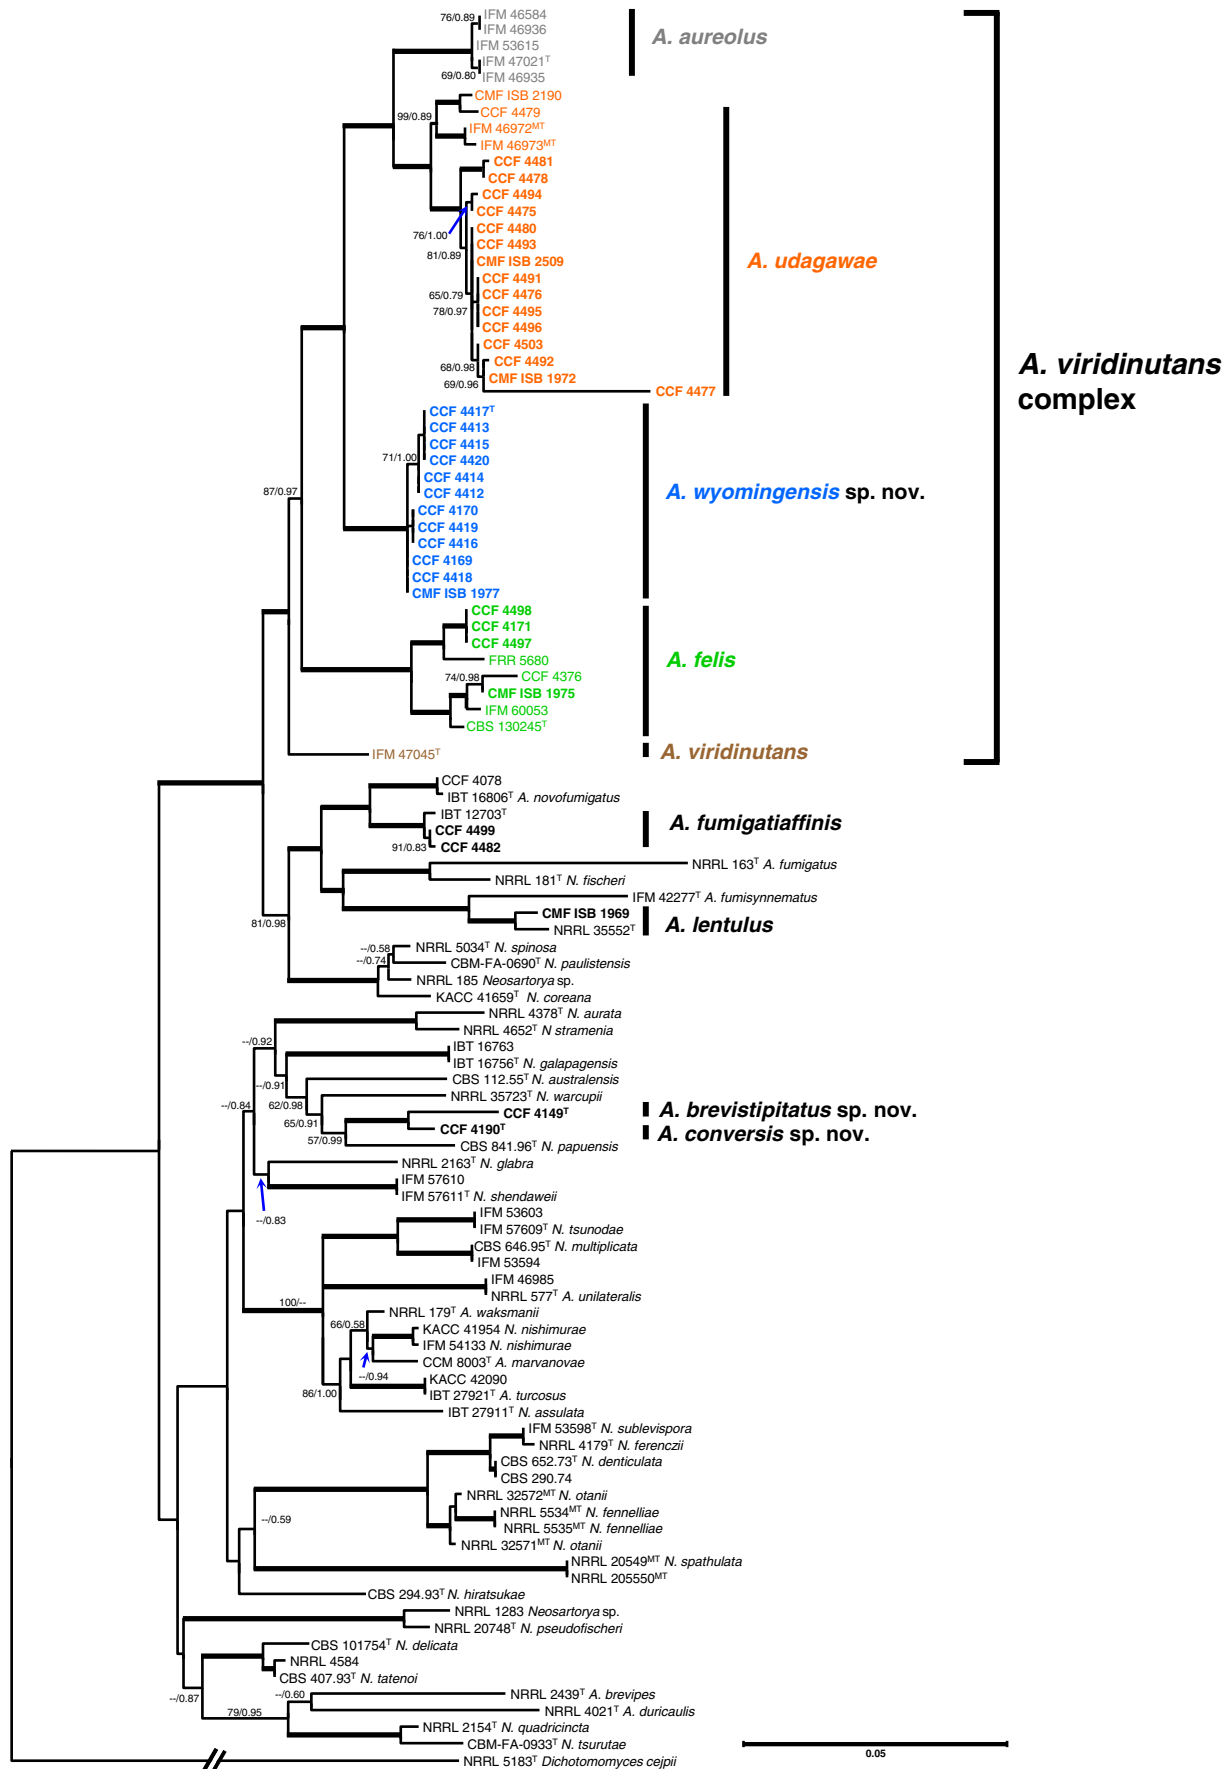 76/0.89
IFM 46584
IFM 46936
IFM 53615
IFM 47021T
IFM 46935
69/0.80
A. aureolus
CMF ISB 2190
CCF 4479
99/0.89
IFM 46972MT
IFM 46973MT
CCF 4481
CCF 4478
CCF 4494
CCF 4475
76/1.00
CCF 4480
CCF 4493
81/0.89
CMF ISB 2509
A. udagawae
CCF 4491
CCF 4476
65/0.79
CCF 4495
78/0.97
CCF 4496
CCF 4503
CCF 4492
68/0.98
CMF ISB 1972
69/0.96
CCF 4477
A. viridinutans
complex
CCF 4417T
CCF 4413
CCF 4415
71/1.00
CCF 4420
CCF 4414
CCF 4412
87/0.97
A. wyomingensis sp. nov.
CCF 4170
CCF 4419
CCF 4416
CCF 4169
CCF 4418
CMF ISB 1977
CCF 4498
CCF 4171
CCF 4497
FRR 5680
A. felis
74/0.98
CCF 4376
CMF ISB 1975
IFM 60053
CBS 130245T
IFM 47045T
A. viridinutans
CCF 4078
IBT 16806T A. novofumigatus
IBT 12703T
CCF 4499
A. fumigatiaffinis
91/0.83
CCF 4482
NRRL 163T A. fumigatus
NRRL 181T N. fischeri
IFM 42277T A. fumisynnematus
CMF ISB 1969
81/0.98
NRRL 35552T
A. lentulus
--/0.58
NRRL 5034T N. spinosa
--/0.74
CBM-FA-0690T N. paulistensis
NRRL 185 Neosartorya sp.
KACC 41659T N. coreana
NRRL 4378T N. aurata
NRRL 4652T N stramenia
--/0.92
IBT 16763
IBT 16756T N. galapagensis
--/0.91
CBS 112.55T N. australensis
--/0.84
62/0.98
NRRL 35723T N. warcupii
65/0.91
CCF 4149T
A. brevistipitatus sp. nov.
CCF 4190T
A. conversis sp. nov.
57/0.99
CBS 841.96T N. papuensis
NRRL 2163T N. glabra
IFM 57610
IFM 57611T N. shendaweii
--/0.83
IFM 53603
IFM 57609T N. tsunodae
CBS 646.95T N. multiplicata
IFM 53594
IFM 46985
NRRL 577T A. unilateralis
100/--
NRRL 179T A. waksmanii
66/0.58
KACC 41954 N. nishimurae
IFM 54133 N. nishimurae
CCM 8003T A. marvanovae
--/0.94
KACC 42090
86/1.00
IBT 27921T A. turcosus
IBT 27911T N. assulata
IFM 53598T N. sublevispora
NRRL 4179T N. ferenczii
CBS 652.73T N. denticulata
CBS 290.74
NRRL 32572MT N. otanii
NRRL 5534MT N. fennelliae
--/0.59
NRRL 5535MT N. fennelliae
NRRL 32571MT N. otanii
NRRL 20549MT N. spathulata
NRRL 205550MT
CBS 294.93T N. hiratsukae
NRRL 1283 Neosartorya sp.
NRRL 20748T N. pseudofischeri
CBS 101754T N. delicata
NRRL 4584
CBS 407.93T N. tatenoi
--/0.87
--/0.60
NRRL 2439T A. brevipes
79/0.95
NRRL 4021T A. duricaulis
NRRL 2154T N. quadricincta
CBM-FA-0933T N. tsurutae
NRRL 5183T Dichotomomyces cejpii
0.05